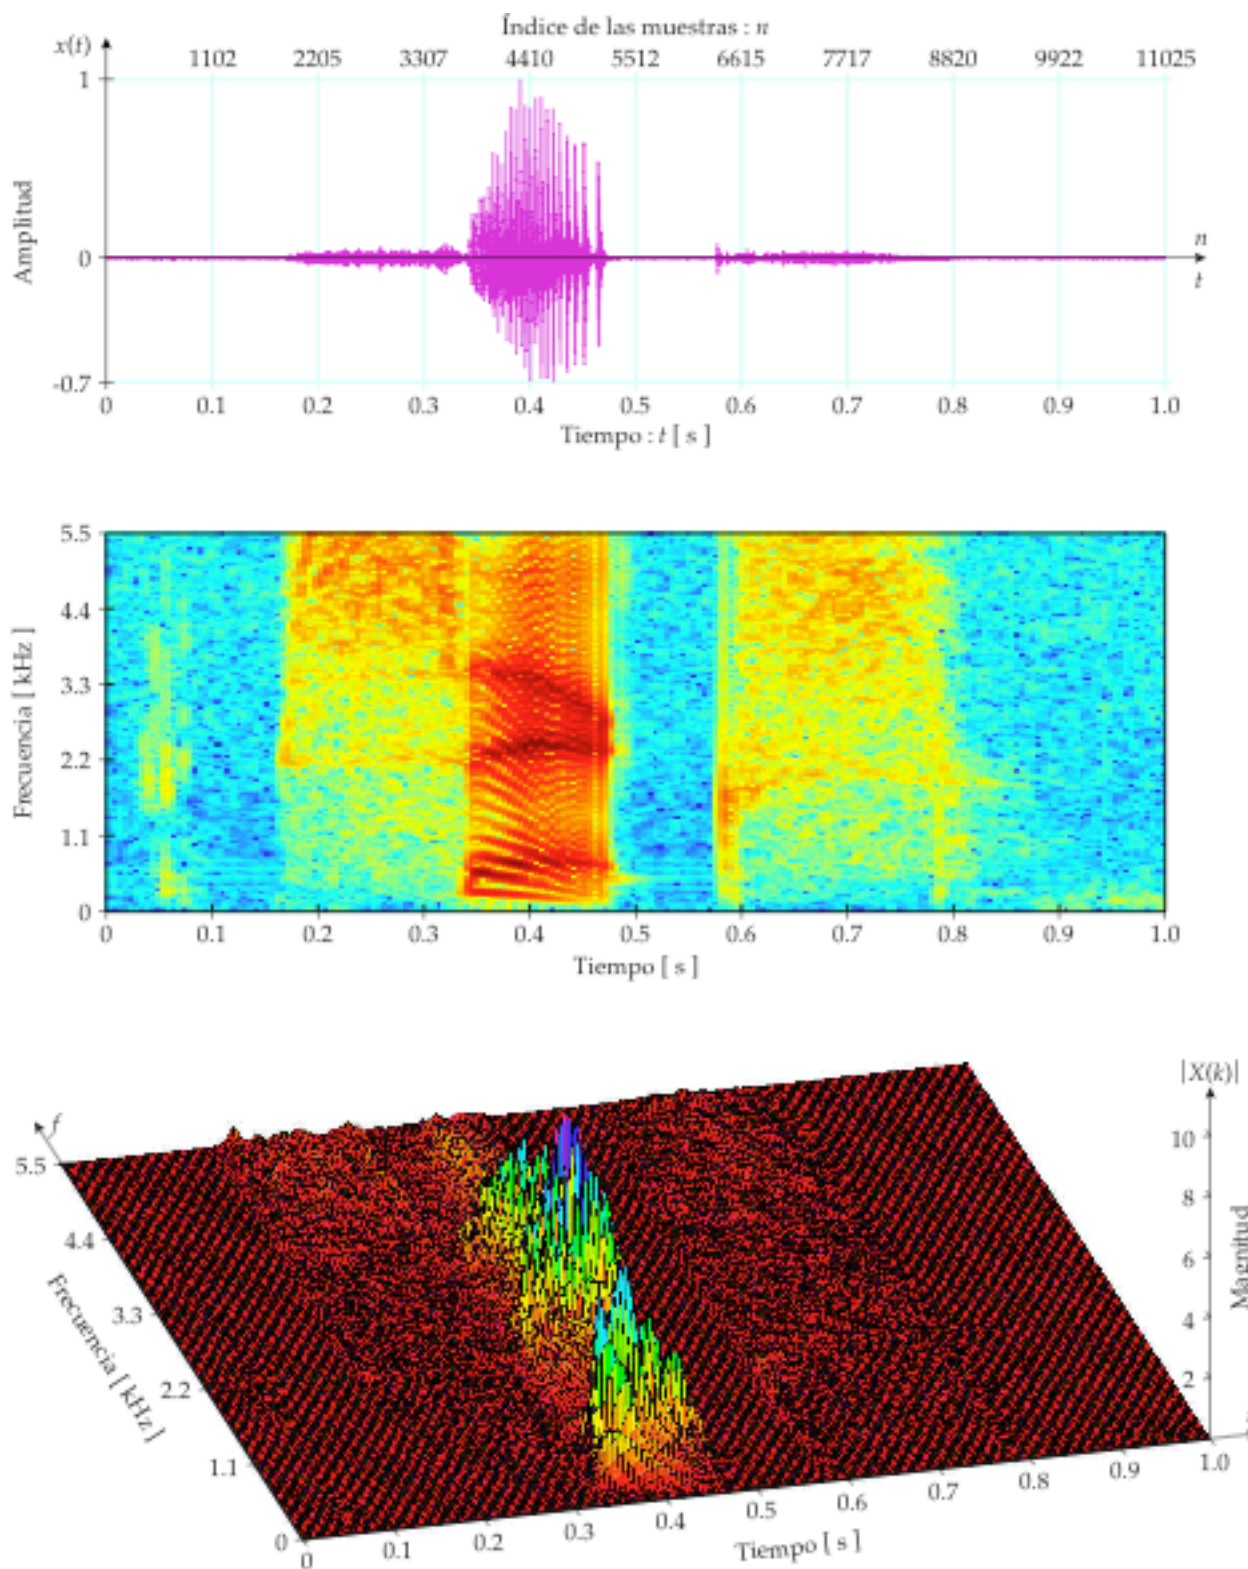 Índice de las muestras : n
x(t)
1102 2205 3307 4410 5512 6615 7717 8820 9922 11025
1
0
-0.7
Amplitud
n
t
0 0.1 0.2 0.3 0.4 0.5 0.6 0.7 0.8 0.9 1.0
Tiempo : t [ s ]
5.5
4.4
3.3
2.2
1.1
0
Frecuencia [ kHz ]
0 0.1 0.2 0.3 0.4 0.5 0.6 0.7 0.8 0.9 1.0
Tiempo [ s ]
|X(k)|
10
8
6
4
2
Magnitud
f
5.5
4.4
3.3
2.2
1.1
0
Frecuencia [ kHz ]
0 0.1 0.2 0.3 0.4 0.5 0.6 0.7 0.8 0.9 1.0
Tiempo [ s ]